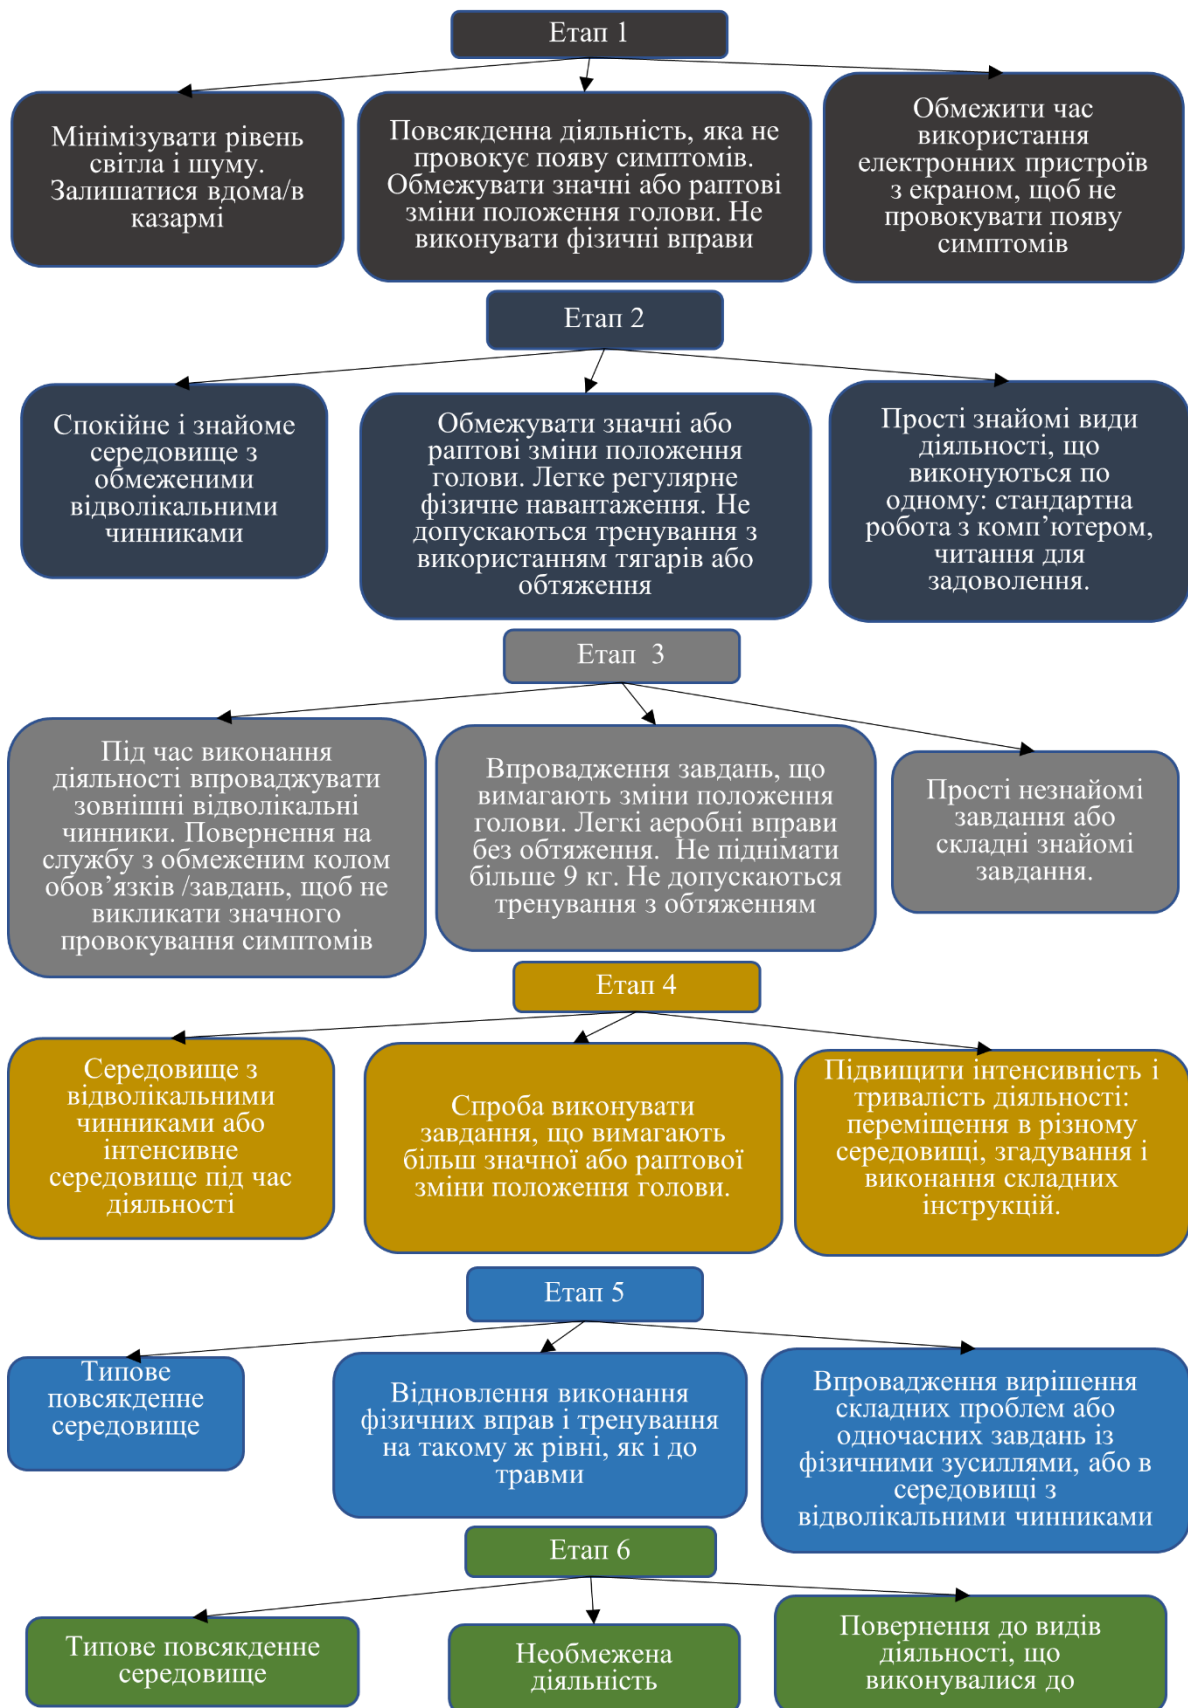 Етап 1
Мінімізувати рівень
світла і шуму.
Залишатися вдома/в
казармі
Повсякденна діяльність, яка не
провокує появу симптомів.
Обмежувати значні або раптові
зміни положення голови. Не
виконувати фізичні вправи
Обмежити час
використання
електронних пристроїв
з екраном, щоб не
провокувати появу
симптомів
Етап 2
Спокійне і знайоме
середовище з
обмеженими
відволікальними
чинниками
Обмежувати значні або
раптові зміни положення
голови. Легке регулярне
фізичне навантаження. Не
допускаються тренування з
використанням тягарів або
обтяження
Прості знайомі види
діяльності, що
виконуються по
одному: стандартна
робота з комп’ютером,
читання для
задоволення.
Етап  3
Під час виконання
діяльності впроваджувати
зовнішні відволікальні
чинники. Повернення на
службу з обмеженим колом
обов’язків /завдань, щоб не
викликати значного
провокування симптомів
Впровадження завдань, що
вимагають зміни положення
голови. Легкі аеробні вправи
без обтяження.  Не піднімати
більше 9 кг. Не допускаються
тренування з обтяженням
Прості незнайомі
завдання або
складні знайомі
завдання.
Етап 4
Середовище з
відволікальними
чинниками або
інтенсивне
середовище під час
діяльності
Спроба виконувати
завдання, що вимагають
більш значної або раптової
зміни положення голови.
Підвищити інтенсивність і
тривалість діяльності:
переміщення в різному
середовищі, згадування і
виконання складних
інструкцій.
Етап 5
Типове
повсякденне
середовище
Відновлення виконання
фізичних вправ і тренування
на такому ж рівні, як і до
травми
Впровадження вирішення
складних проблем або
одночасних завдань із
фізичними зусиллями, або в
середовищі з
відволікальними чинниками
Етап 6
Типове повсякденне
середовище
Необмежена
діяльність
Повернення до видів
діяльності, що
виконувалися до